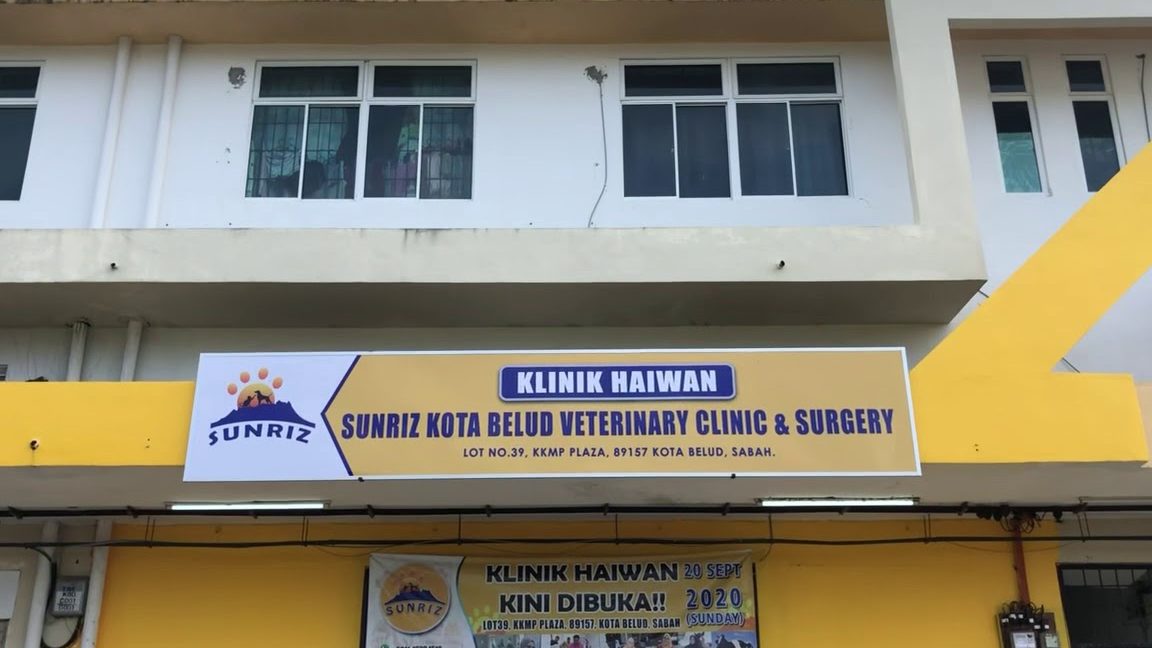 KLINIK HAIWAN
SUNRIZ
SUNRIZ KOTA BELUD VETERINARY CLINIC & SURGERY
LOT NO.39, KKMP PLAZA, 89157 KOTA BELUD, SABAH.
SUNRIZ
KLINIK HAIWAN 20 SEPT
KINI DIBUKA!! 2020
(SUNDAY)
LOT39, KKMP PLAZA, 89157. KOTA BELUD, SABAH